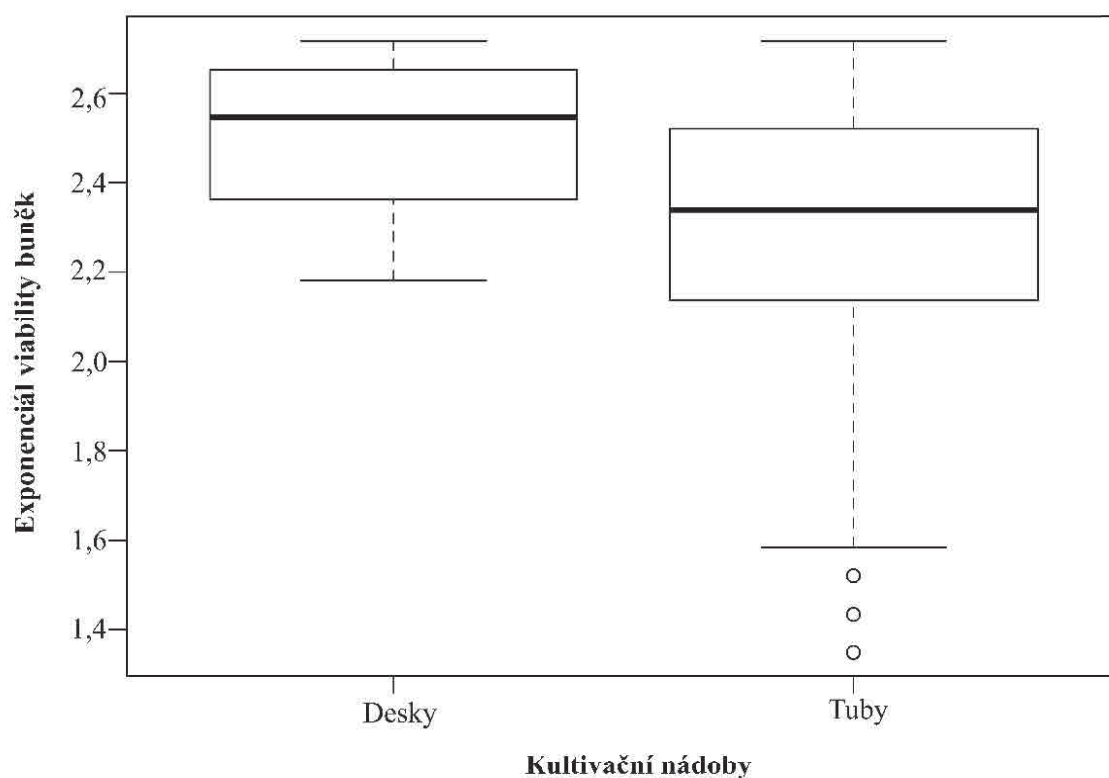 Exponenciál viability buněk
2,6
2,4
2,2
2,0
1,8
1,6
1,4
Desky
Tuby
Kultivační nádoby